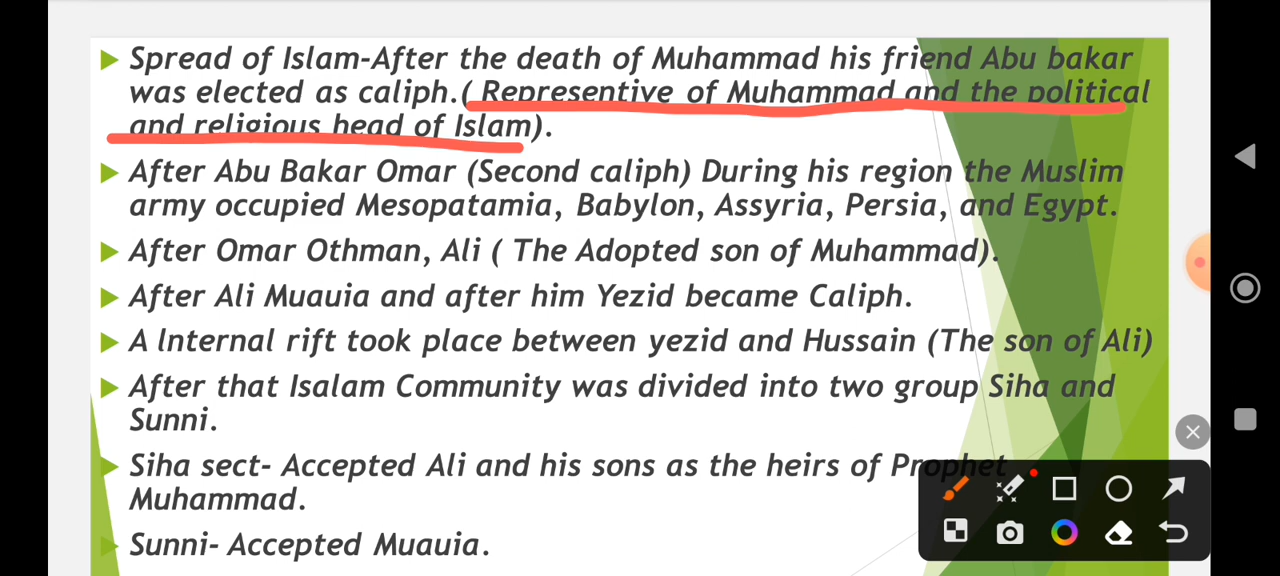 Spread of Islam-After the death of Muhammad his friend Abu bakar
was elected as caliph.( Representive of Muhammad and the political
and religious head of Islam).
After Abu Bakar Omar (Second caliph) During his region the Muslim
army occupied Mesopatamia, Babylon, Assyria, Persia, and Egypt.
After Omar Othman, Ali ( The Adopted son of Muhammad).
After Ali Muauia and after him Yezid became Caliph.
A lnternal rift took place between yezid and Hussain (The son of Ali)
After that Isalam Community was divided into two group Siha and
Sunni.
Siha sect- Accepted Ali and his sons as the heirs of Prophet
Muhammad.
Sunni- Accepted Muauia.